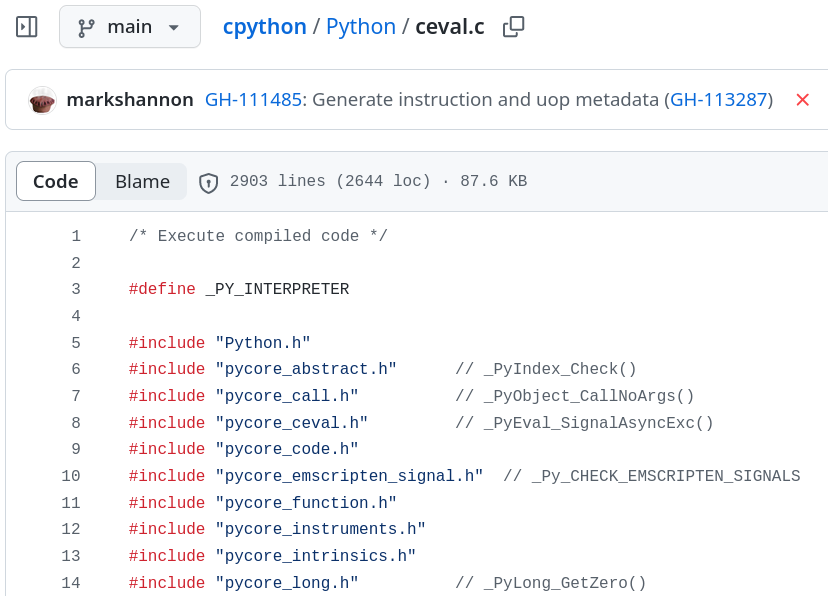 main
cpython / Python / ceval.c
markshannon GH-111485: Generate instruction and uop metadata (GH-113287)
Code Blame 2903 lines (2644 loc) · 87.6 KB
1 /* Execute compiled code */
2
3 #define _PY_INTERPRETER
4
5 #include "Python.h"
6 #include "pycore_abstract.h"      // _PyIndex_Check()
7 #include "pycore_call.h"          // _PyObject_CallNoArgs()
8 #include "pycore_ceval.h"         // _PyEval_SignalAsyncExc()
9 #include "pycore_code.h"
10 #include "pycore_emscripten_signal.h"  // _Py_CHECK_EMSCRIPTEN_SIGNALS
11 #include "pycore_function.h"
12 #include "pycore_instruments.h"
13 #include "pycore_intrinsics.h"
14 #include "pycore_long.h"          // _PyLong_GetZero()